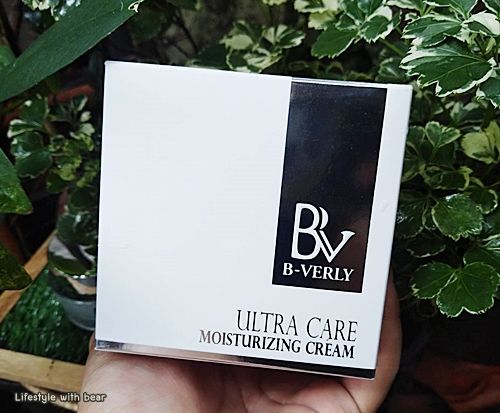 BV
B-VERLY
ULTRA CARE
MOISTURIZING CREAM
Lifestyle with bear